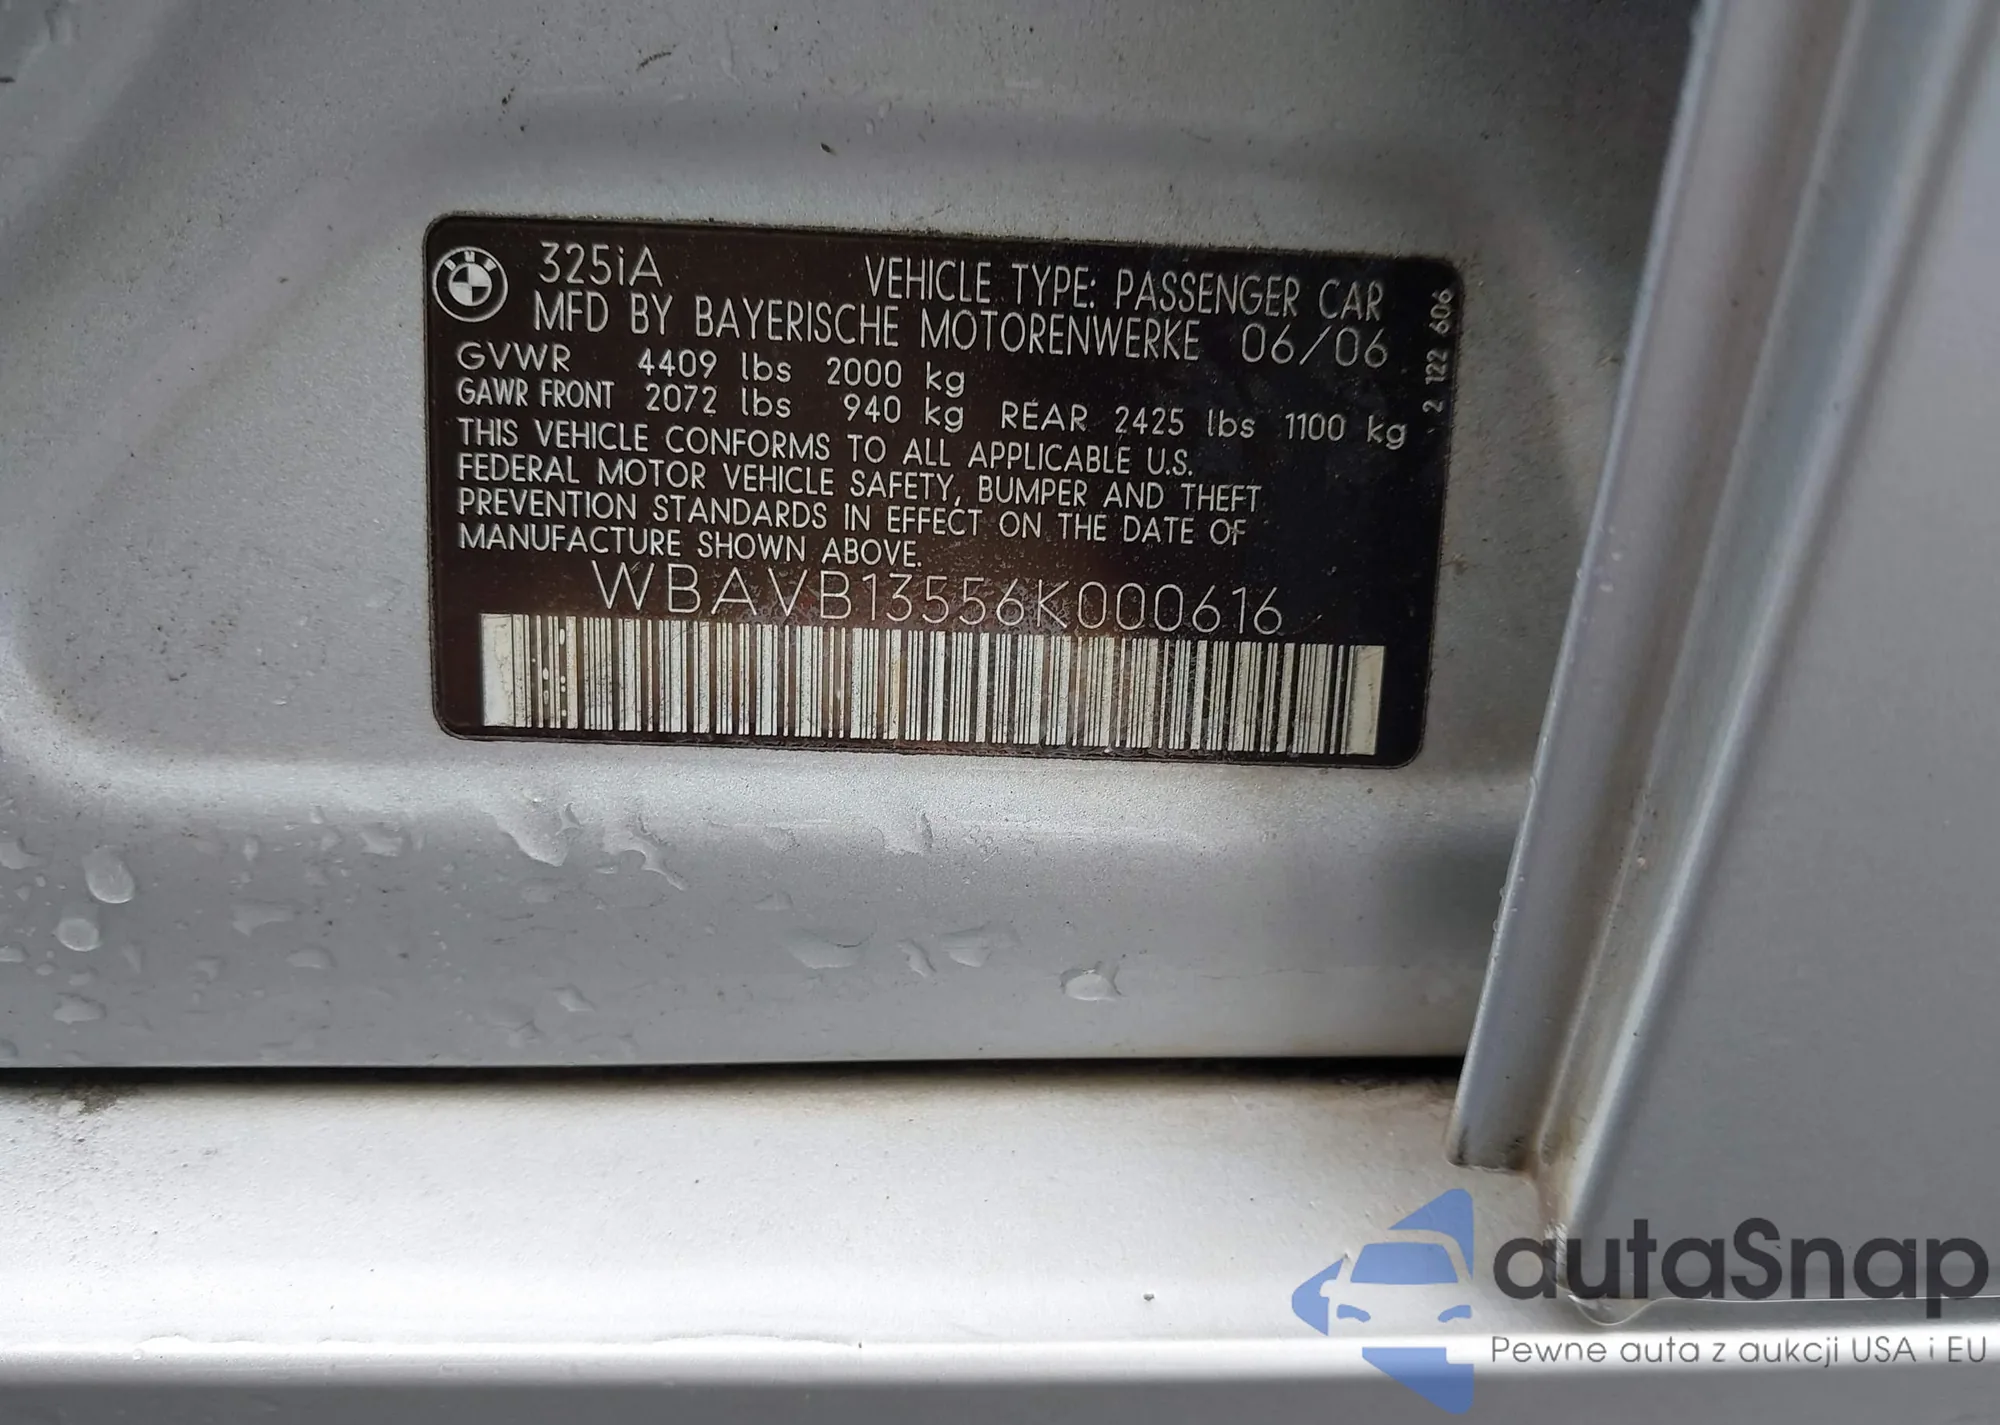 BMW
325iA
VEHICLE TYPE: PASSENGER CAR
MFD BY BAYERISCHE MOTORENWERKE 06/06
GVWR 4409 lbs 2000 kg
GAWR FRONT 2072 lbs 940 kg REAR 2425 lbs 1100 kg
THIS VEHICLE CONFORMS TO ALL APPLICABLE U.S.
FEDERAL MOTOR VEHICLE SAFETY, BUMPER AND THEFT
PREVENTION STANDARDS IN EFFECT ON THE DATE OF
MANUFACTURE SHOWN ABOVE.
WBAVB13556K000616
2 122 606
autaSnap
Pewne auta z aukcji USA i EU